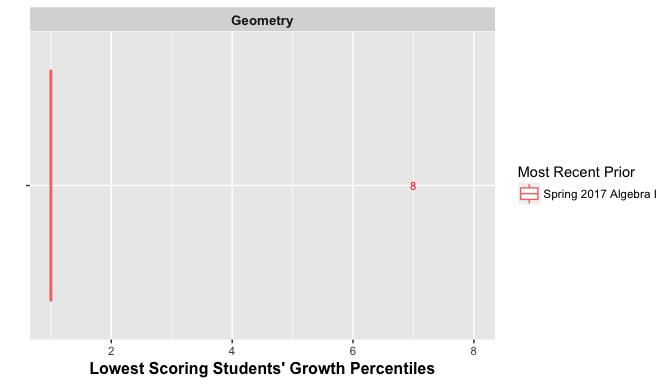 Geometry
8
Most Recent Prior
Spring 2017 Algebra I
2 4 6 8
Lowest Scoring Students' Growth Percentiles